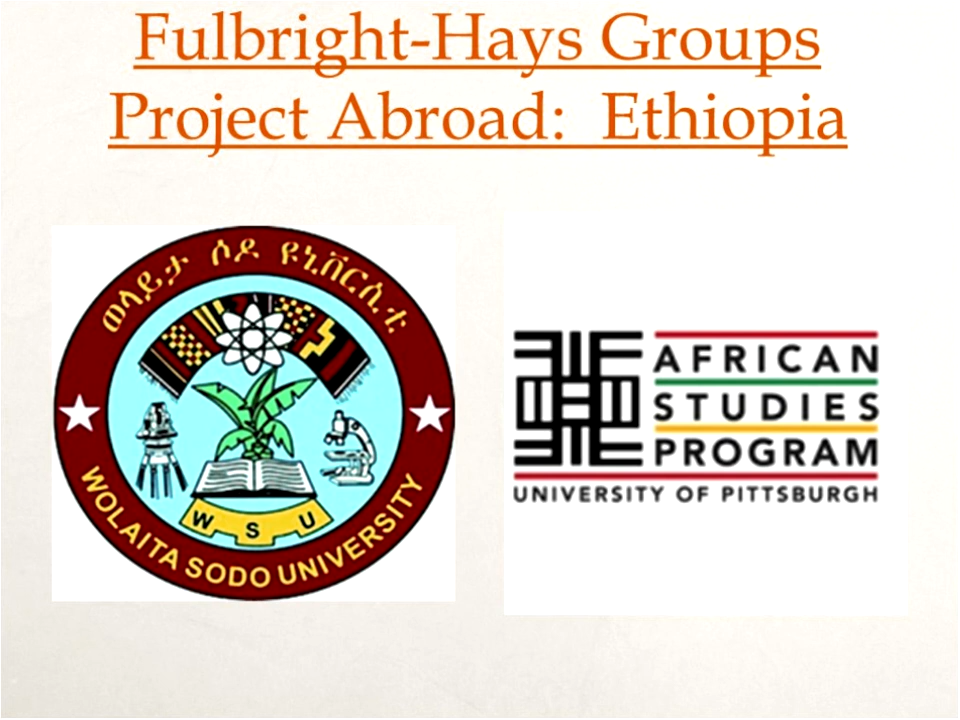 Fulbright-Hays Groups
Project Abroad: Ethiopia
ወላይታ ሶዶ ዩኒቨርሲቲ
W S U
WOLAITA SODO UNIVERSITY
AFRICAN
STUDIES
PROGRAM
UNIVERSITY OF PITTSBURGH